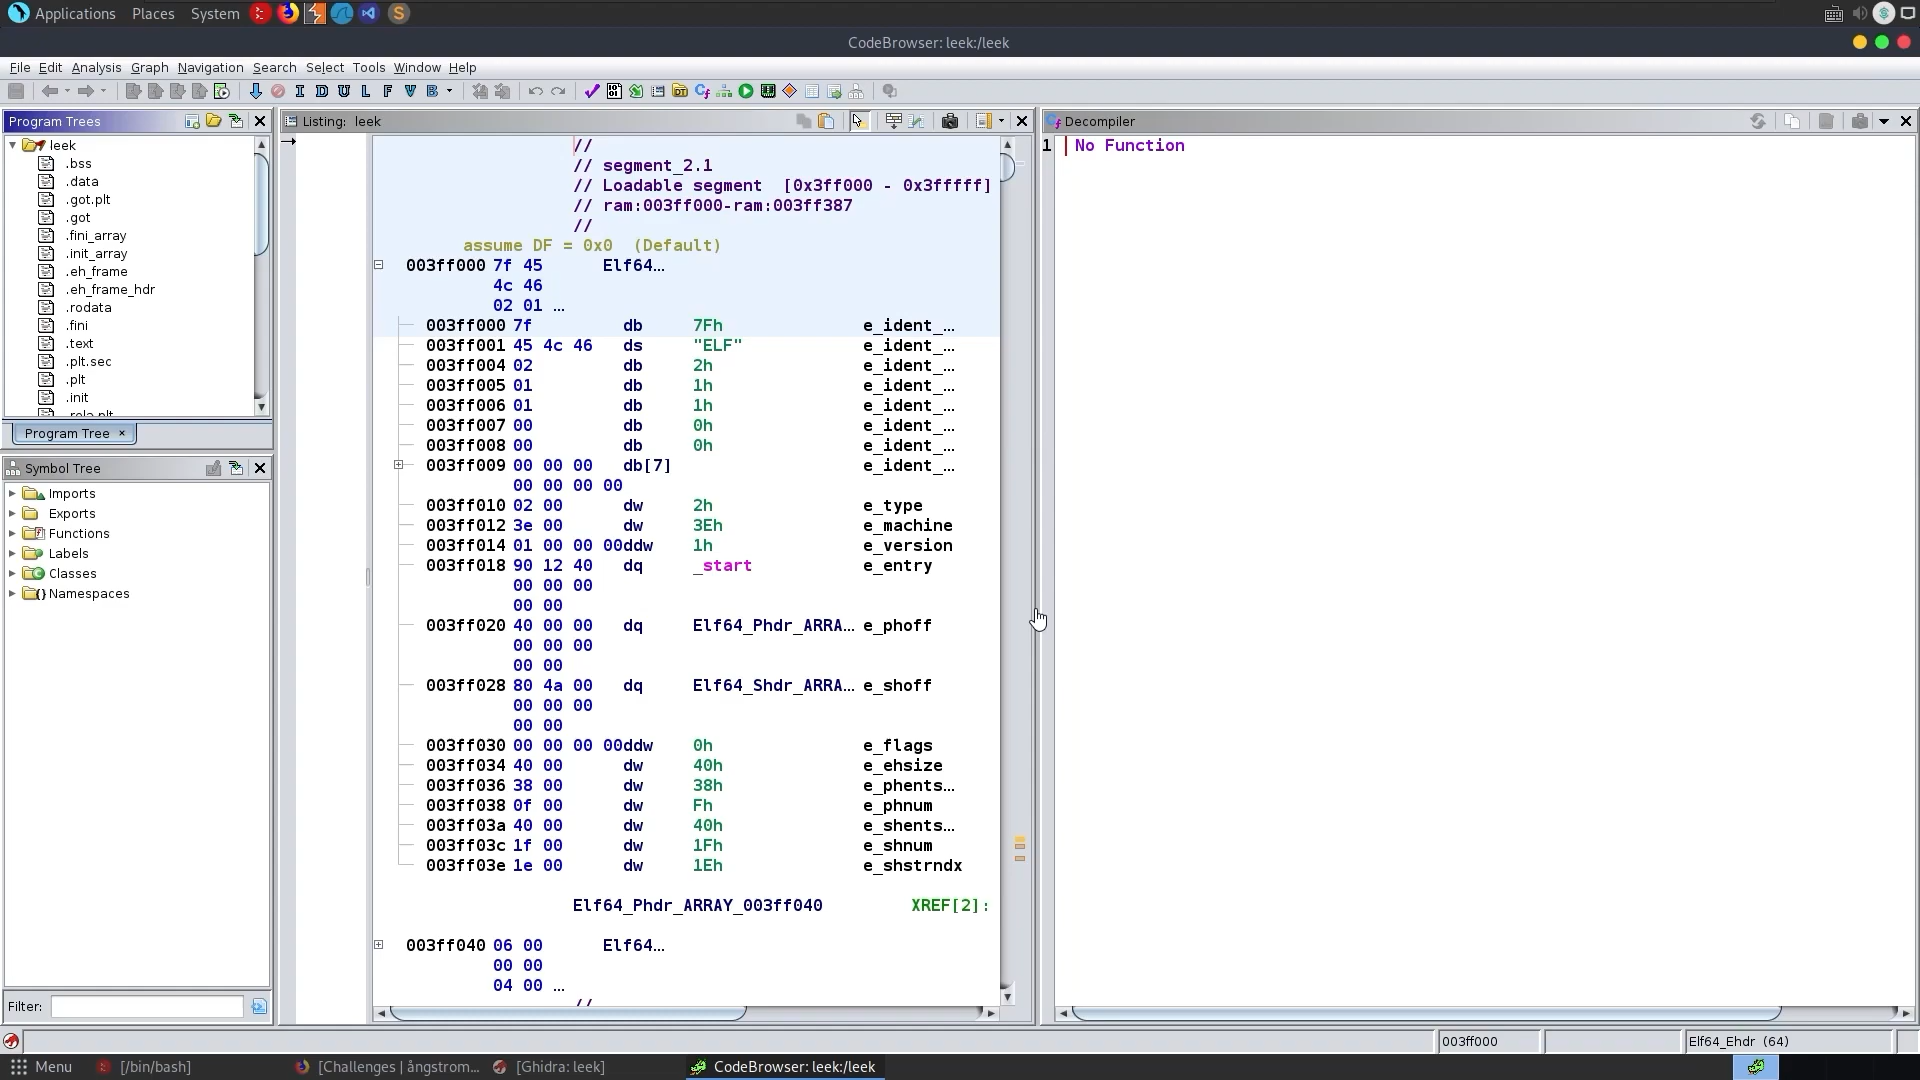 Applications Places System
CodeBrowser: leek:/leek
File Edit Analysis Graph Navigation Search Select Tools Window Help
I D U L F V B
Program Trees
leek
.bss
.data
.got.plt
.got
.fini_array
.init_array
.eh_frame
.eh_frame_hdr
.rodata
.fini
.text
.plt.sec
.plt
.init
.rela.plt
Program Tree ×
Symbol Tree
Imports
Exports
Functions
Labels
Classes
Namespaces
Filter:
Listing: leek
//
// segment_2.1
// Loadable segment [0x3ff000 - 0x3fffff]
// ram:003ff000-ram:003ff387
//
assume DF = 0x0 (Default)
003ff000 7f 45 Elf64…
4c 46
02 01 …
003ff000 7f db 7Fh e_ident_…
003ff001 45 4c 46 ds "ELF" e_ident_…
003ff004 02 db 2h e_ident_…
003ff005 01 db 1h e_ident_…
003ff006 01 db 1h e_ident_…
003ff007 00 db 0h e_ident_…
003ff008 00 db 0h e_ident_…
003ff009 00 00 00 db[7] e_ident_…
00 00 00 00
003ff010 02 00 dw 2h e_type
003ff012 3e 00 dw 3Eh e_machine
003ff014 01 00 00 00 ddw 1h e_version
003ff018 90 12 40 dq _start e_entry
00 00 00
00 00
003ff020 40 00 00 dq Elf64_Phdr_ARRA… e_phoff
00 00 00
00 00
003ff028 80 4a 00 dq Elf64_Shdr_ARRA… e_shoff
00 00 00
00 00
003ff030 00 00 00 00 ddw 0h e_flags
003ff034 40 00 dw 40h e_ehsize
003ff036 38 00 dw 38h e_phents…
003ff038 0f 00 dw Fh e_phnum
003ff03a 40 00 dw 40h e_shents…
003ff03c 1f 00 dw 1Fh e_shnum
003ff03e 1e 00 dw 1Eh e_shstrndx
Elf64_Phdr_ARRAY_003ff040 XREF[2]:
003ff040 06 00 Elf64…
00 00
04 00 …
//
Decompiler
1 No Function
003ff000
Elf64_Ehdr (64)
Menu [/bin/bash] [Challenges | ångstrom... [Ghidra: leek] CodeBrowser: leek:/leek